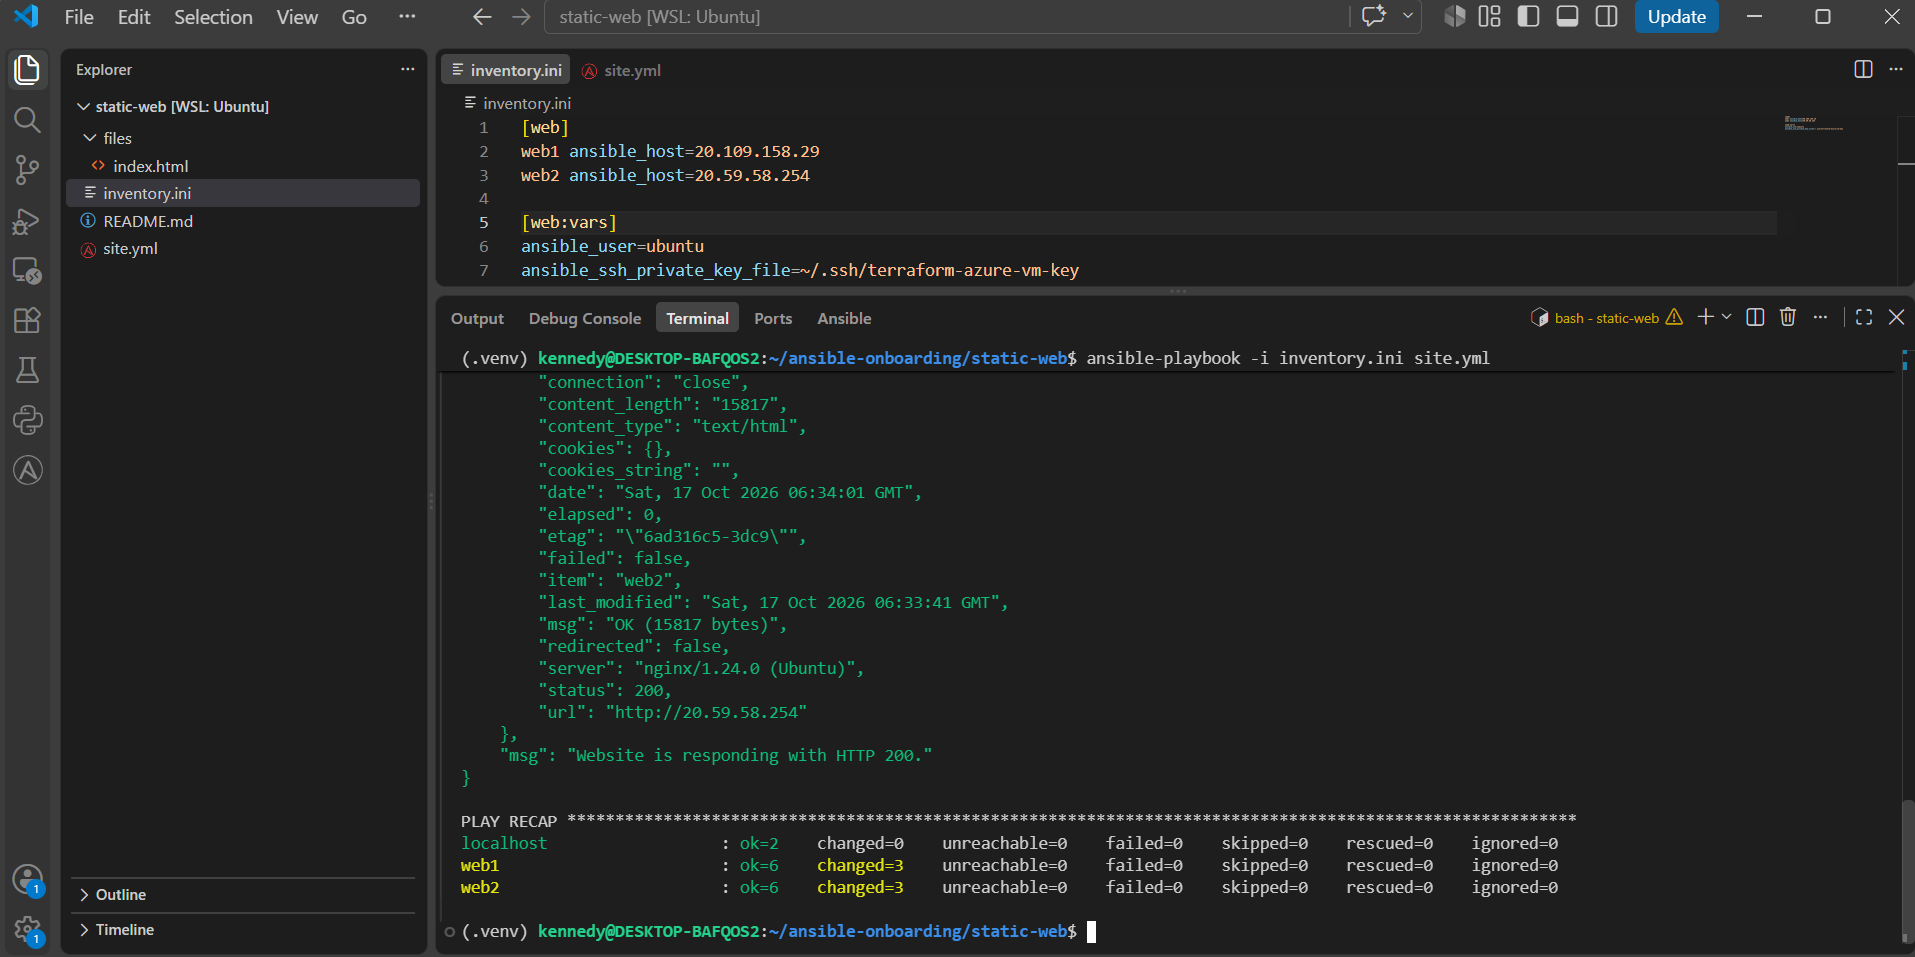 File Edit Selection View Go ···
static-web [WSL: Ubuntu]
Update
Explorer
static-web [WSL: Ubuntu]
files
index.html
inventory.ini
README.md
site.yml
Outline
Timeline
1
1
inventory.ini
site.yml
inventory.ini
1 [web]
2 web1 ansible_host=20.109.158.29
3 web2 ansible_host=20.59.58.254
4
5 [web:vars]
6 ansible_user=ubuntu
7 ansible_ssh_private_key_file=~/.ssh/terraform-azure-vm-key
Output Debug Console Terminal Ports Ansible
bash - static-web
(.venv) kennedy@DESKTOP-BAFQOS2:~/ansible-onboarding/static-web$ ansible-playbook -i inventory.ini site.yml
"connection": "close",
"content_length": "15817",
"content_type": "text/html",
"cookies": {},
"cookies_string": "",
"date": "Sat, 17 Oct 2026 06:34:01 GMT",
"elapsed": 0,
"etag": "\"6ad316c5-3dc9\"",
"failed": false,
"item": "web2",
"last_modified": "Sat, 17 Oct 2026 06:33:41 GMT",
"msg": "OK (15817 bytes)",
"redirected": false,
"server": "nginx/1.24.0 (Ubuntu)",
"status": 200,
"url": "http://20.59.58.254"
},
"msg": "Website is responding with HTTP 200."
}
PLAY RECAP *********************************************************************************************************
localhost : ok=2 changed=0 unreachable=0 failed=0 skipped=0 rescued=0 ignored=0
web1 : ok=6 changed=3 unreachable=0 failed=0 skipped=0 rescued=0 ignored=0
web2 : ok=6 changed=3 unreachable=0 failed=0 skipped=0 rescued=0 ignored=0
(.venv) kennedy@DESKTOP-BAFQOS2:~/ansible-onboarding/static-web$